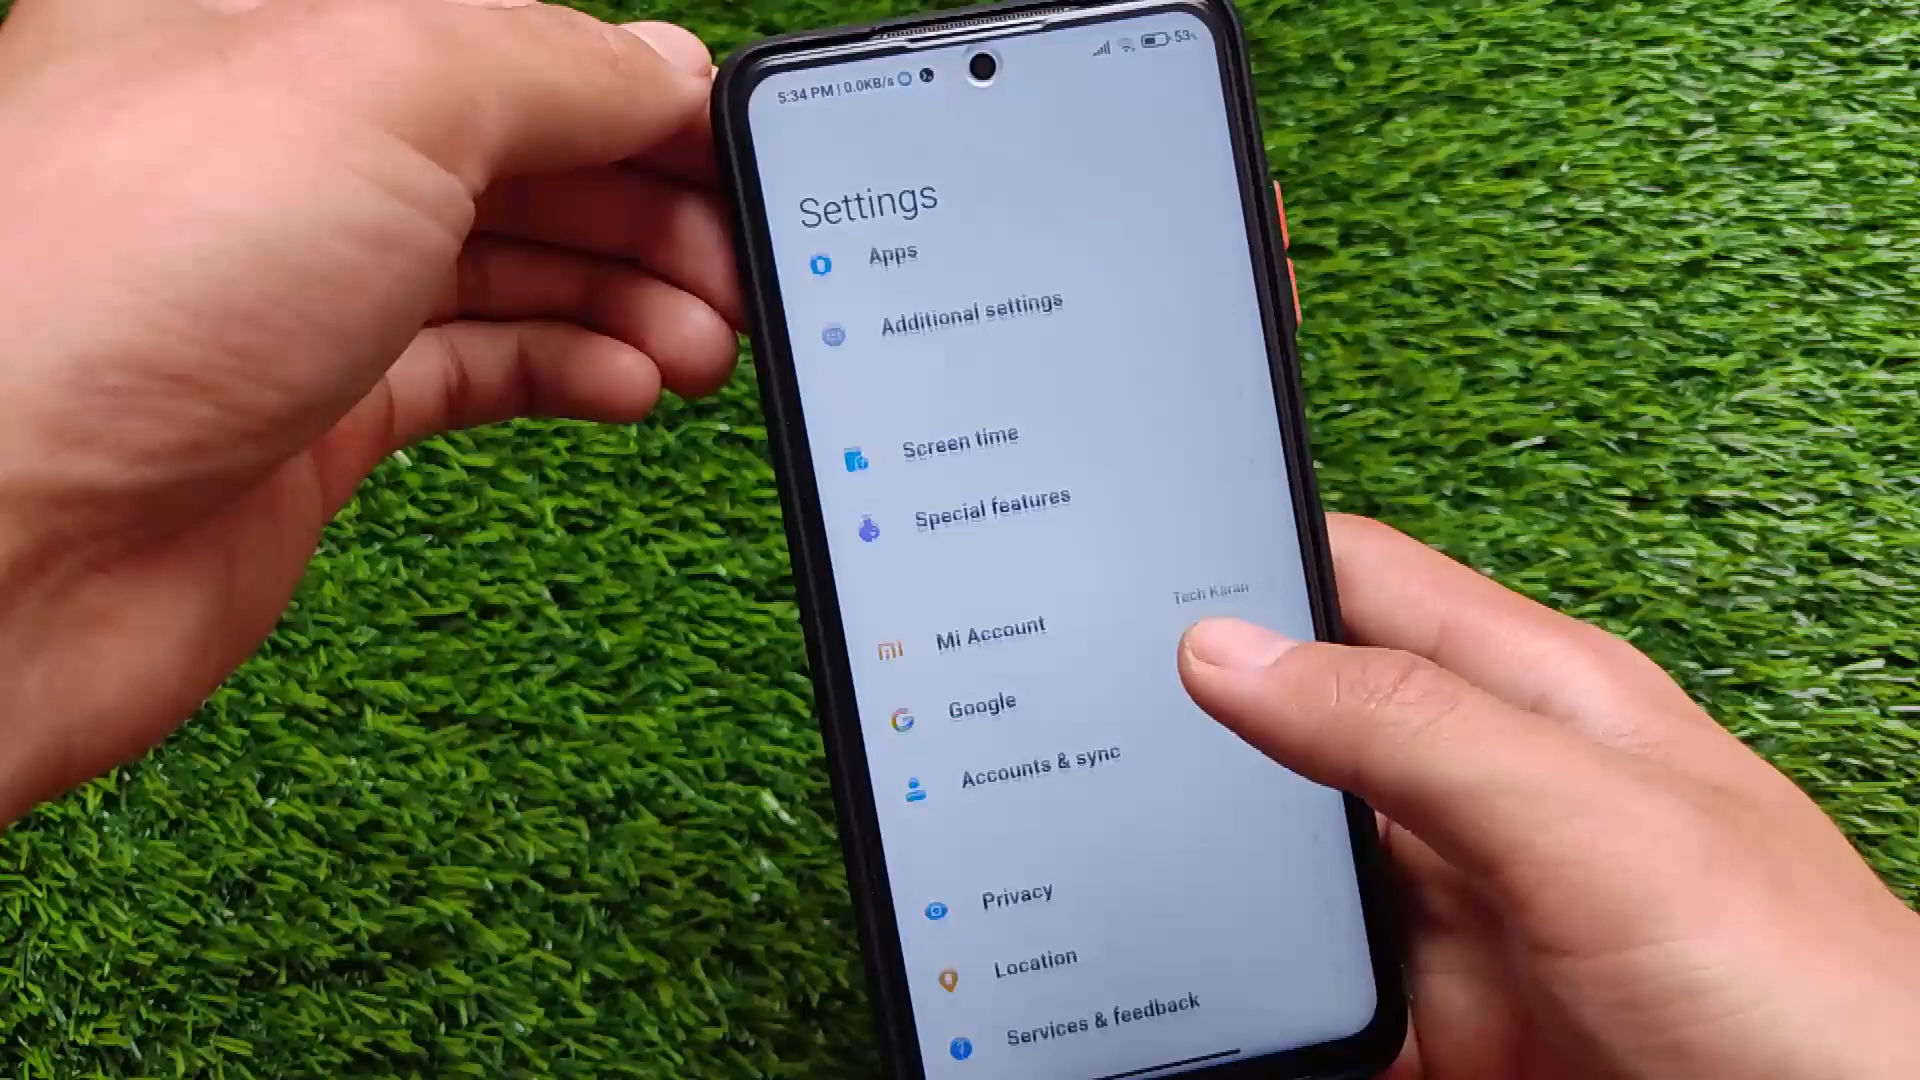 5:34 PM | 0.0KB/s
53%
Settings
Apps
Additional settings
Screen time
Special features
Tech Karan
Mi Account
Google
Accounts & sync
Privacy
Location
Services & feedback